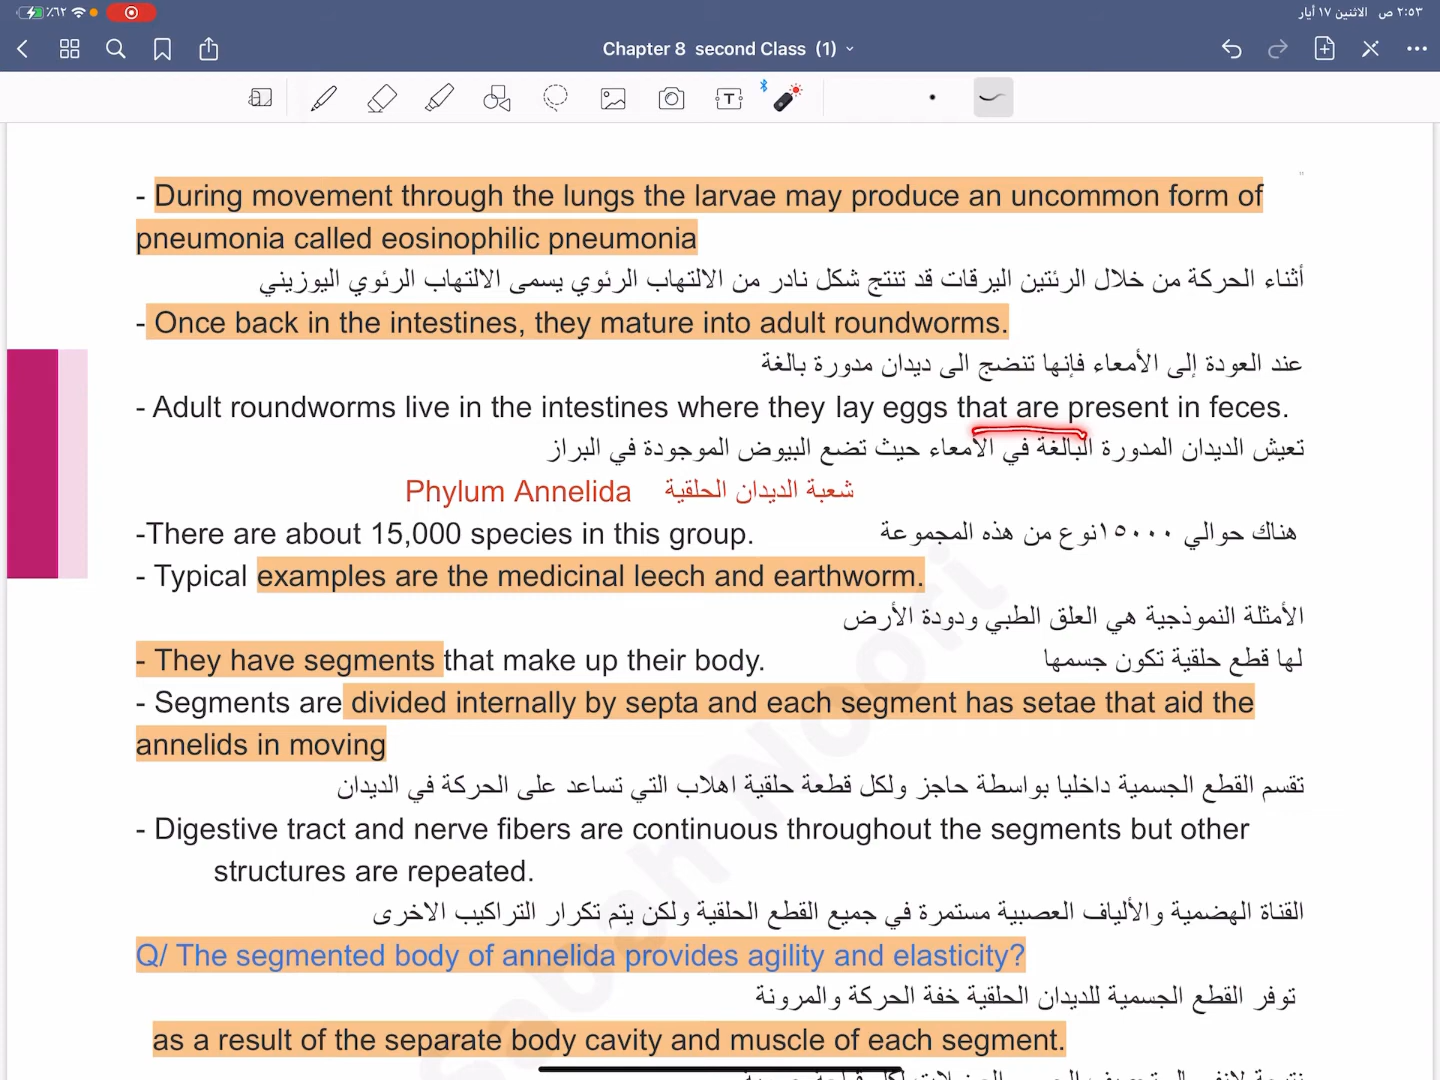 ٪٦٢
٢:٥٣ ص الاثنين ١٧ أيار
Chapter 8 second Class (1)
T
- During movement through the lungs the larvae may produce an uncommon form of
pneumonia called eosinophilic pneumonia
أثناء الحركة من خلال الرئتين اليرقات قد تنتج شكل نادر من الالتهاب الرئوي يسمى الالتهاب الرئوي اليوزيني
- Once back in the intestines, they mature into adult roundworms.
عند العودة إلى الأمعاء فإنها تنضج الى ديدان مدورة بالغة
- Adult roundworms live in the intestines where they lay eggs that are present in feces.
تعيش الديدان المدورة البالغة في الأمعاء حيث تضع البيوض الموجودة في البراز
Phylum Annelida شعبة الديدان الحلقية
-There are about 15,000 species in this group. هناك حوالي ١٥٠٠٠نوع من هذه المجموعة
- Typical examples are the medicinal leech and earthworm.
الأمثلة النموذجية هي العلق الطبي ودودة الأرض
- They have segments that make up their body. لها قطع حلقية تكون جسمها
- Segments are divided internally by septa and each segment has setae that aid the
annelids in moving
تقسم القطع الجسمية داخليا بواسطة حاجز ولكل قطعة حلقية اهلاب التي تساعد على الحركة في الديدان
- Digestive tract and nerve fibers are continuous throughout the segments but other
structures are repeated.
القناة الهضمية والألياف العصبية مستمرة في جميع القطع الحلقية ولكن يتم تكرار التراكيب الاخرى
Q/ The segmented body of annelida provides agility and elasticity?
توفر القطع الجسمية للديدان الحلقية خفة الحركة والمرونة
as a result of the separate body cavity and muscle of each segment.
Sabah Noori